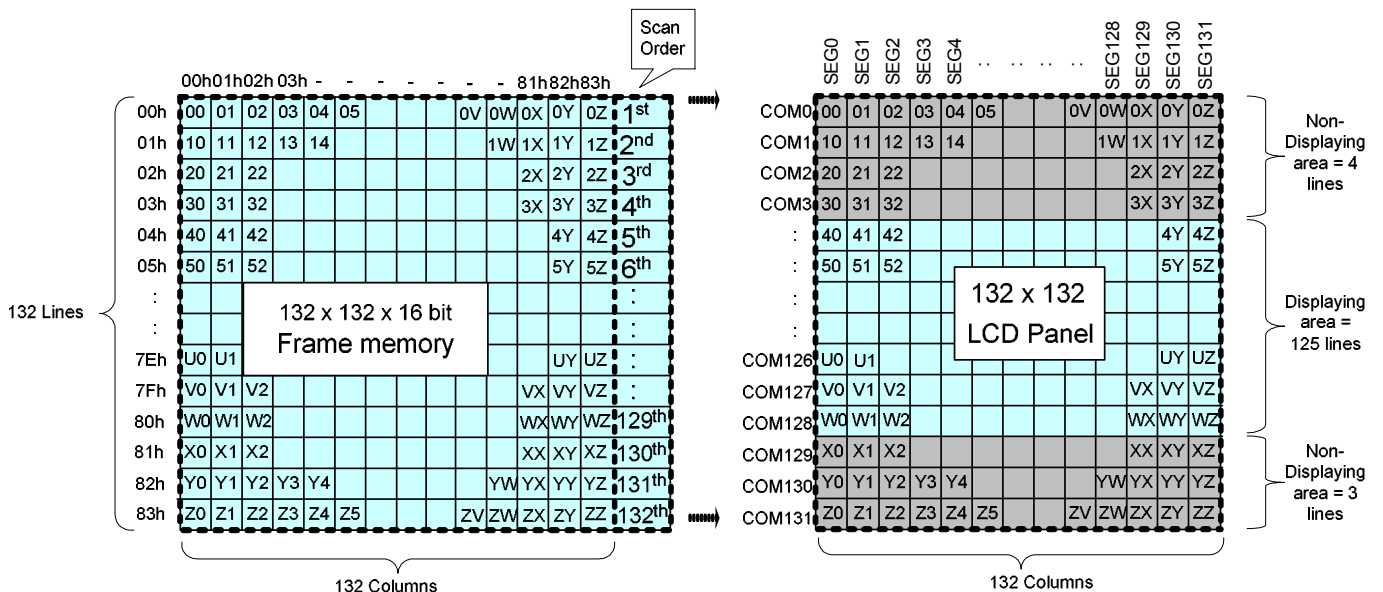 Scan
Order
00h 01h 02h 03h - - - - - - - 81h 82h 83h
00h 00 01 02 03 04 05 0V 0W 0X 0Y 0Z 1st
01h 10 11 12 13 14 1W 1X 1Y 1Z 2nd
02h 20 21 22 2X 2Y 2Z 3rd
03h 30 31 32 3X 3Y 3Z 4th
04h 40 41 42 4Y 4Z 5th
05h 50 51 52 5Y 5Z 6th
: :
: :
7Eh U0 U1 UY UZ :
7Fh V0 V1 V2 VX VY VZ :
80h W0 W1 W2 WX WY WZ 129th
81h X0 X1 X2 XX XY XZ 130th
82h Y0 Y1 Y2 Y3 Y4 YW YX YY YZ 131th
83h Z0 Z1 Z2 Z3 Z4 Z5 ZV ZW ZX ZY ZZ 132th
132 Lines
132 x 132 x 16 bit
Frame memory
132 Columns
SEG0 SEG1 SEG2 SEG3 SEG4 .. .. .. .. SEG128 SEG129 SEG130 SEG131
COM0 00 01 02 03 04 05 0V 0W 0X 0Y 0Z
COM1 10 11 12 13 14 1W 1X 1Y 1Z
COM2 20 21 22 2X 2Y 2Z
COM3 30 31 32 3X 3Y 3Z
: 40 41 42 4Y 4Z
: 50 51 52 5Y 5Z
:
:
COM126 U0 U1 UY UZ
COM127 V0 V1 V2 VX VY VZ
COM128 W0 W1 W2 WX WY WZ
COM129 X0 X1 X2 XX XY XZ
COM130 Y0 Y1 Y2 Y3 Y4 YW YX YY YZ
COM131 Z0 Z1 Z2 Z3 Z4 Z5 ZV ZW ZX ZY ZZ
132 x 132
LCD Panel
132 Columns
Non-
Displaying
area = 4
lines
Displaying
area =
125 lines
Non-
Displaying
area = 3
lines